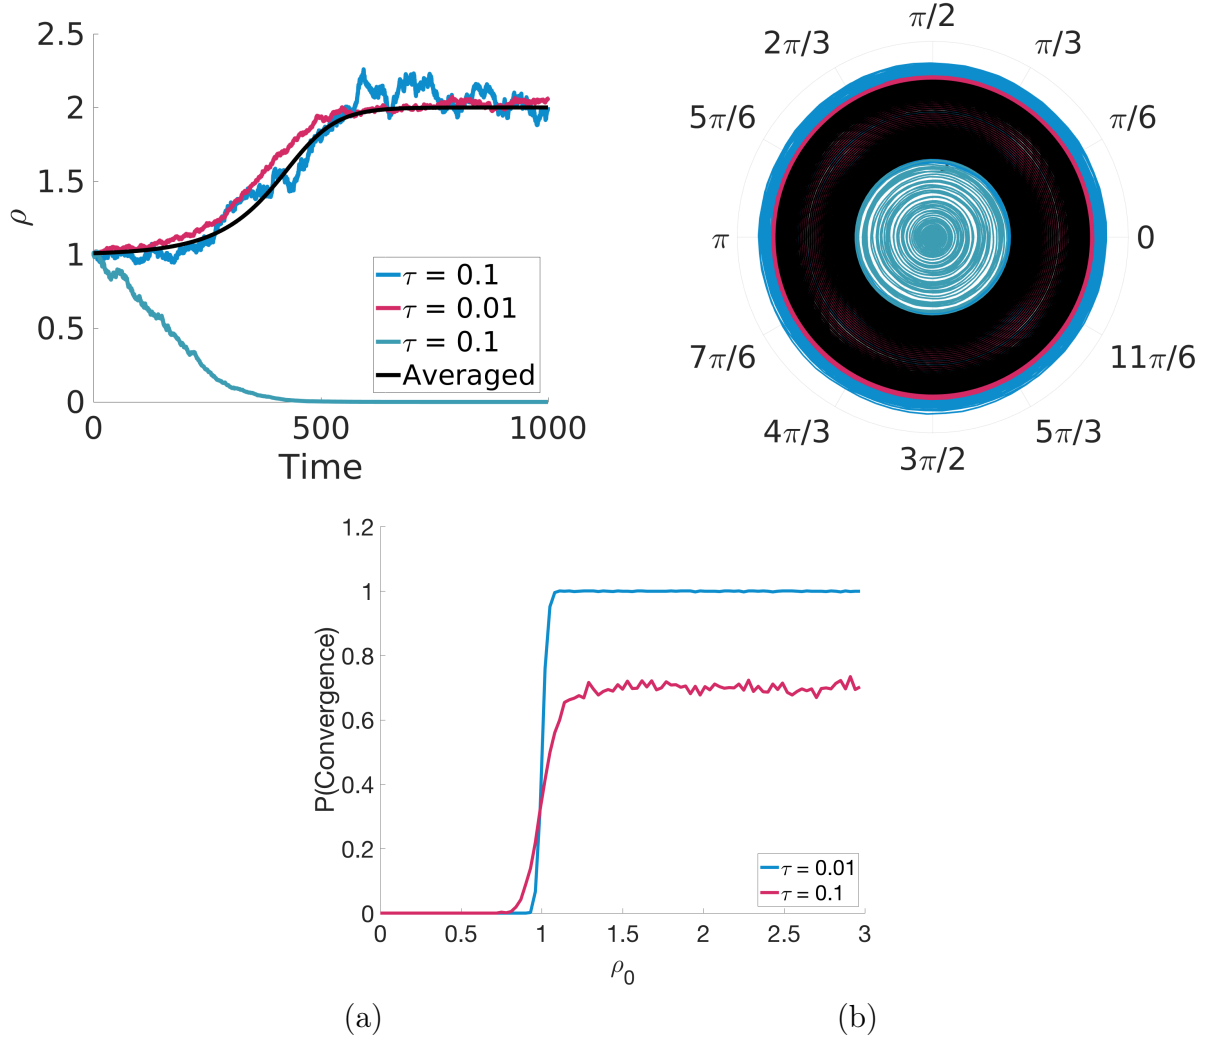 2.5
2
1.5
1
0.5
0
ρ
0
500
1000
Time
τ = 0.1
τ = 0.01
τ = 0.1
Averaged
π/2
2π/3
π/3
5π/6
π/6
π
0
7π/6
11π/6
4π/3
5π/3
3π/2
1.2
1
0.8
0.6
0.4
0.2
0
P(Convergence)
0
0.5
1
1.5
2
2.5
3
ρ0
τ = 0.01
τ = 0.1
(a)
(b)